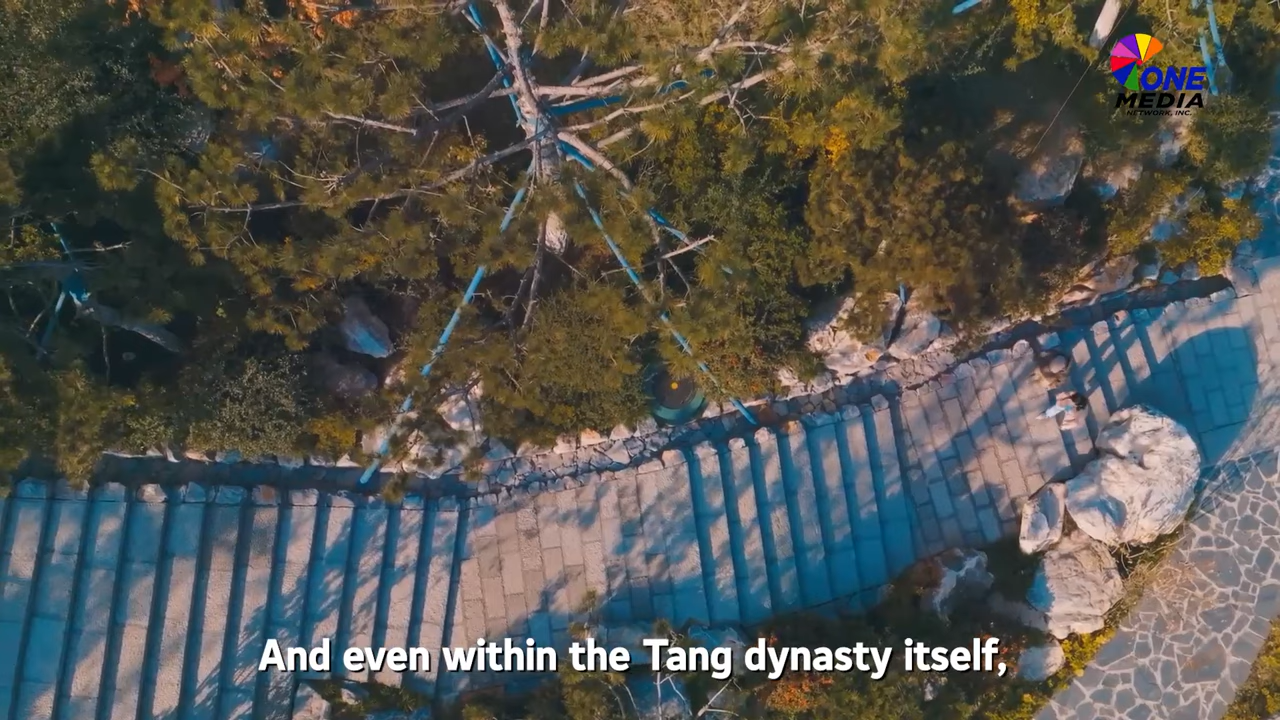 ONE
MEDIA
NETWORK, INC.
And even within the Tang dynasty itself,